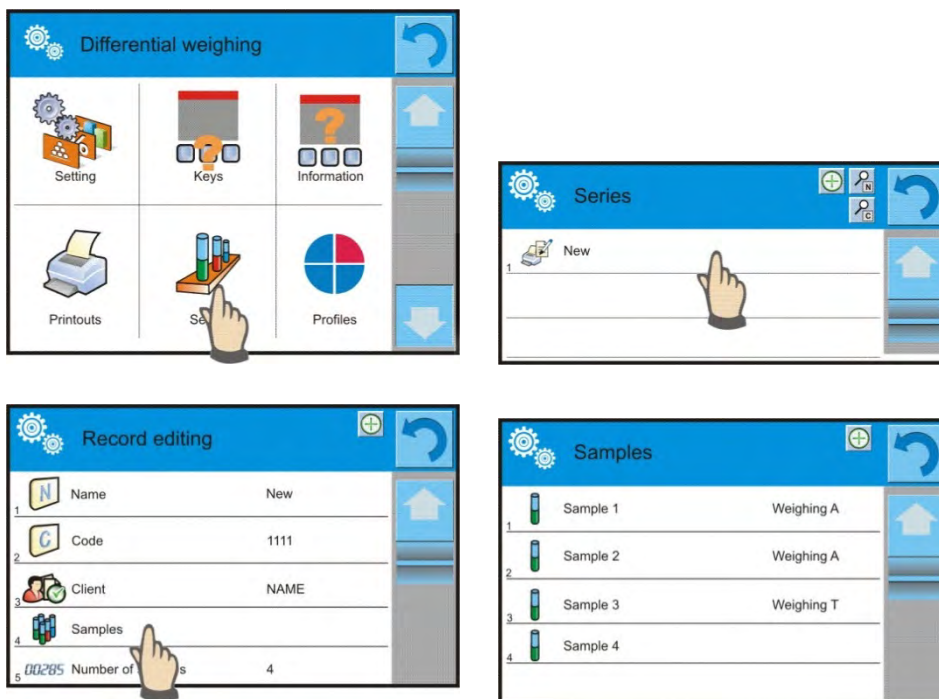 Differential weighing
Setting
Keys
Information
Printouts
Profiles
Series
N
C
1 New
Record editing
1 N Name New
2 C Code 1111
3 Client NAME
4 Samples
5 00285 Number of 4
Samples
1 Sample 1 Weighing A
2 Sample 2 Weighing A
3 Sample 3 Weighing T
4 Sample 4